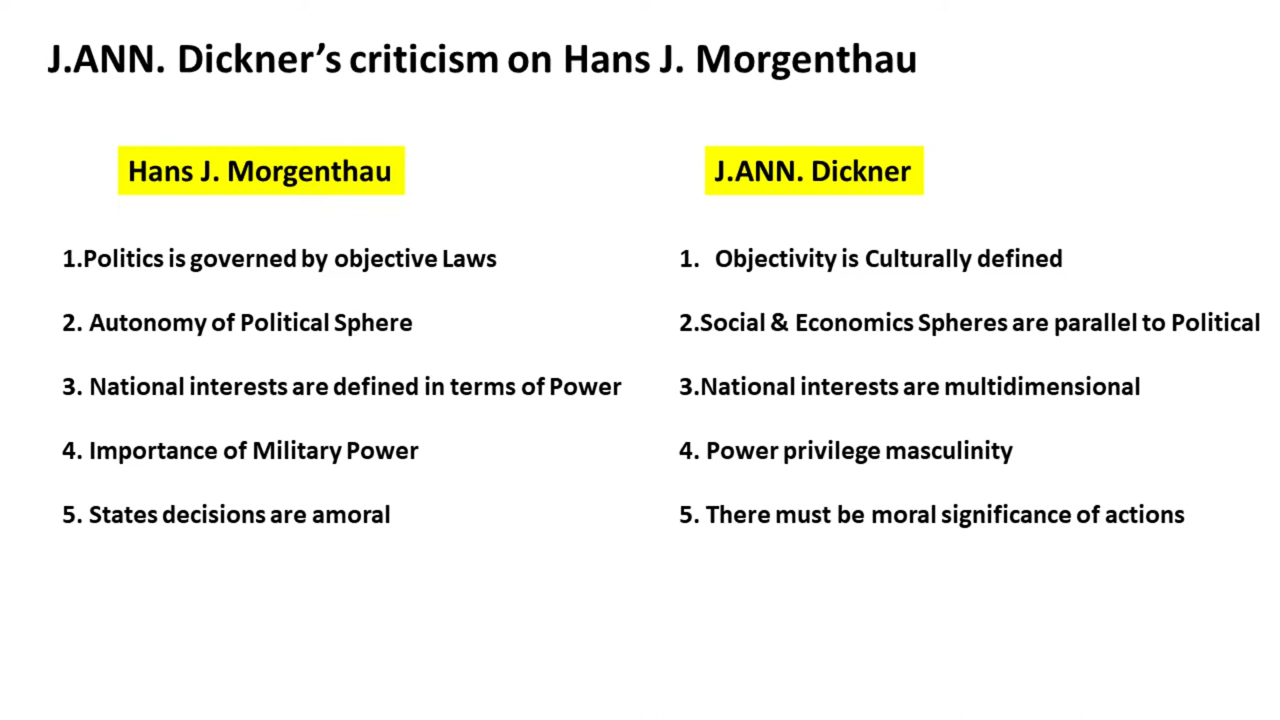 J.ANN. Dickner’s criticism on Hans J. Morgenthau
Hans J. Morgenthau
1.Politics is governed by objective Laws
2. Autonomy of Political Sphere
3. National interests are defined in terms of Power
4. Importance of Military Power
5. States decisions are amoral
J.ANN. Dickner
1. Objectivity is Culturally defined
2.Social & Economics Spheres are parallel to Political
3.National interests are multidimensional
4. Power privilege masculinity
5. There must be moral significance of actions